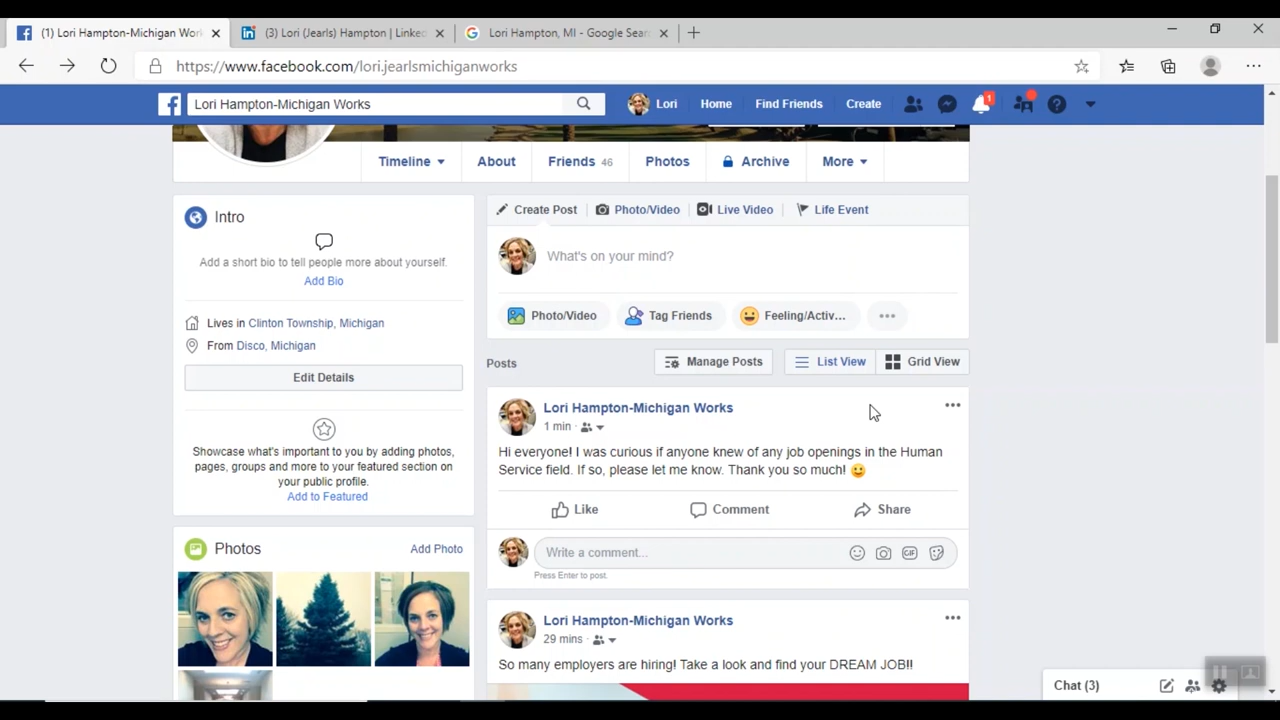 (1) Lori Hampton-Michigan Work
(3) Lori (Jearls) Hampton | Linke
Lori Hampton, MI - Google Sear
https://www.facebook.com/lori.jearlsmichiganworks
Lori Hampton-Michigan Works
Lori
Home
Find Friends
Create
1
Timeline
About
Friends 46
Photos
Archive
More
Intro
Add a short bio to tell people more about yourself.
Add Bio
Lives in Clinton Township, Michigan
From Disco, Michigan
Edit Details
Showcase what's important to you by adding photos,
pages, groups and more to your featured section on
your public profile.
Add to Featured
Photos
Add Photo
Create Post
Photo/Video
Live Video
Life Event
What's on your mind?
Photo/Video
Tag Friends
Feeling/Activ...
Posts
Manage Posts
List View
Grid View
Lori Hampton-Michigan Works
1 min
Hi everyone! I was curious if anyone knew of any job openings in the Human
Service field. If so, please let me know. Thank you so much! 🙂
Like
Comment
Share
Write a comment...
GIF
Press Enter to post.
Lori Hampton-Michigan Works
29 mins
So many employers are hiring! Take a look and find your DREAM JOB!!
Chat (3)